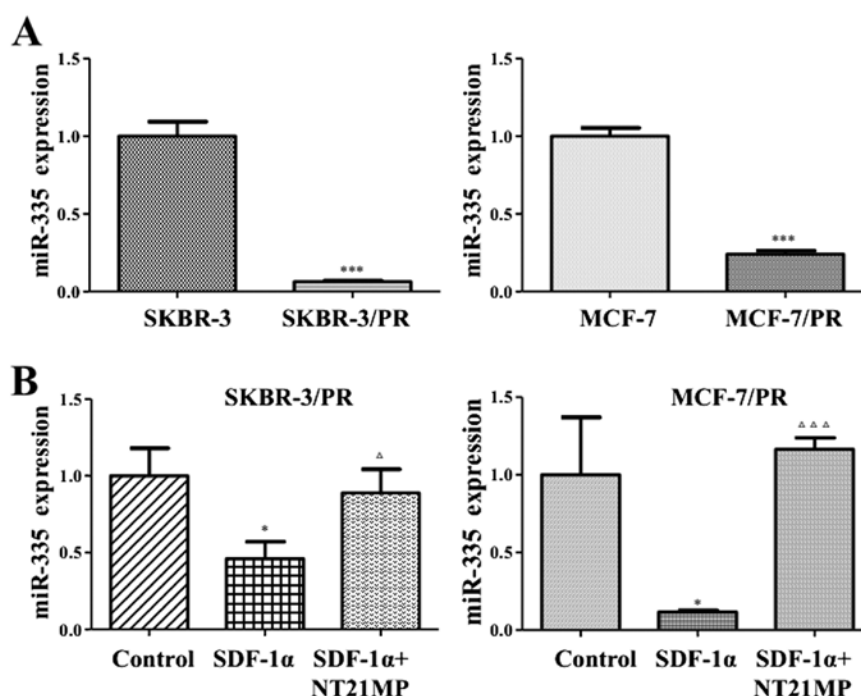 A
miR-335 expression
1.5
1.0
0.5
0.0
***
SKBR-3
SKBR-3/PR
miR-335 expression
1.5
1.0
0.5
0.0
***
MCF-7
MCF-7/PR
B
SKBR-3/PR
miR-335 expression
1.5
1.0
0.5
0.0
*
△
Control
SDF-1α
SDF-1α+
NT21MP
MCF-7/PR
miR-335 expression
1.5
1.0
0.5
0.0
*
△△△
Control
SDF-1α
SDF-1α+
NT21MP